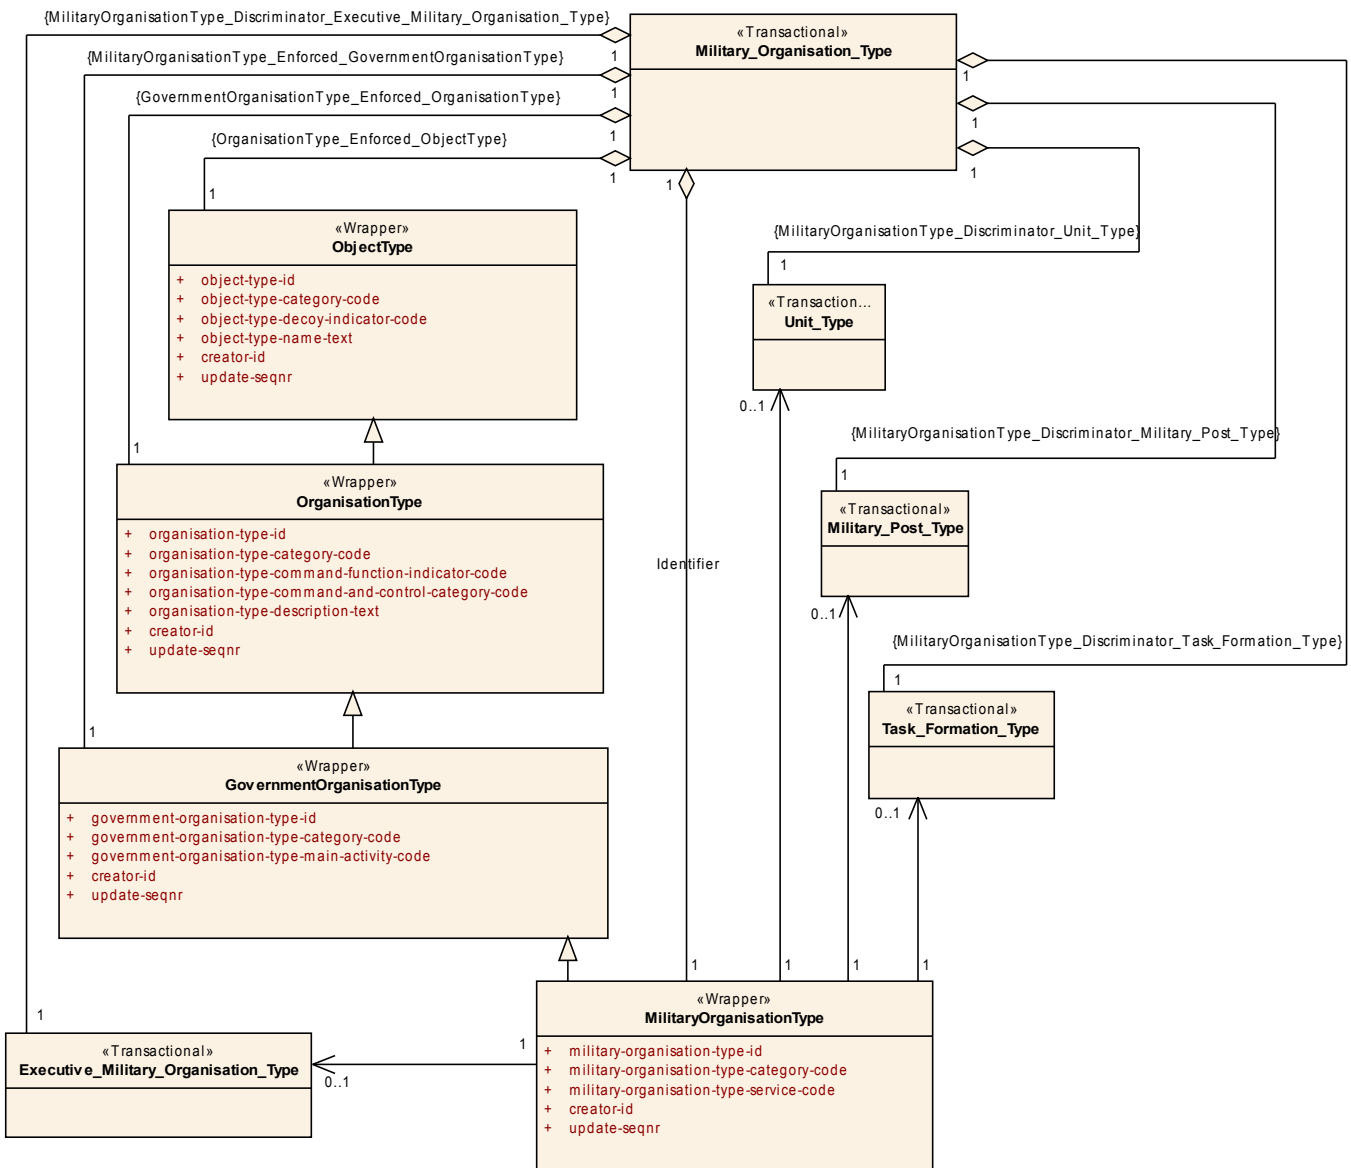 {MilitaryOrganisationType_Discriminator_Executive_Military_Organisation_Type}
1
{MilitaryOrganisationType_Enforced_GovernmentOrganisationType}
1
{GovernmentOrganisationType_Enforced_OrganisationType}
1
{OrganisationType_Enforced_ObjectType}
1
«Transactional»
Military_Organisation_Type
1
1
1
1
1
«Wrapper»
ObjectType
+ object-type-id
+ object-type-category-code
+ object-type-decoy-indicator-code
+ object-type-name-text
+ creator-id
+ update-seqnr
{MilitaryOrganisationType_Discriminator_Unit_Type}
1
«Transaction...
Unit_Type
0..1
1
«Wrapper»
OrganisationType
+ organisation-type-id
+ organisation-type-category-code
+ organisation-type-command-function-indicator-code
+ organisation-type-command-and-control-category-code
+ organisation-type-description-text
+ creator-id
+ update-seqnr
{MilitaryOrganisationType_Discriminator_Military_Post_Type}
1
«Transactional»
Military_Post_Type
0..1
Identifier
{MilitaryOrganisationType_Discriminator_Task_Formation_Type}
1
«Transactional»
Task_Formation_Type
0..1
1
«Wrapper»
GovernmentOrganisationType
+ government-organisation-type-id
+ government-organisation-type-category-code
+ government-organisation-type-main-activity-code
+ creator-id
+ update-seqnr
1
1
1
1
«Wrapper»
MilitaryOrganisationType
+ military-organisation-type-id
+ military-organisation-type-category-code
+ military-organisation-type-service-code
+ creator-id
+ update-seqnr
1
«Transactional»
Executive_Military_Organisation_Type
0..1
1